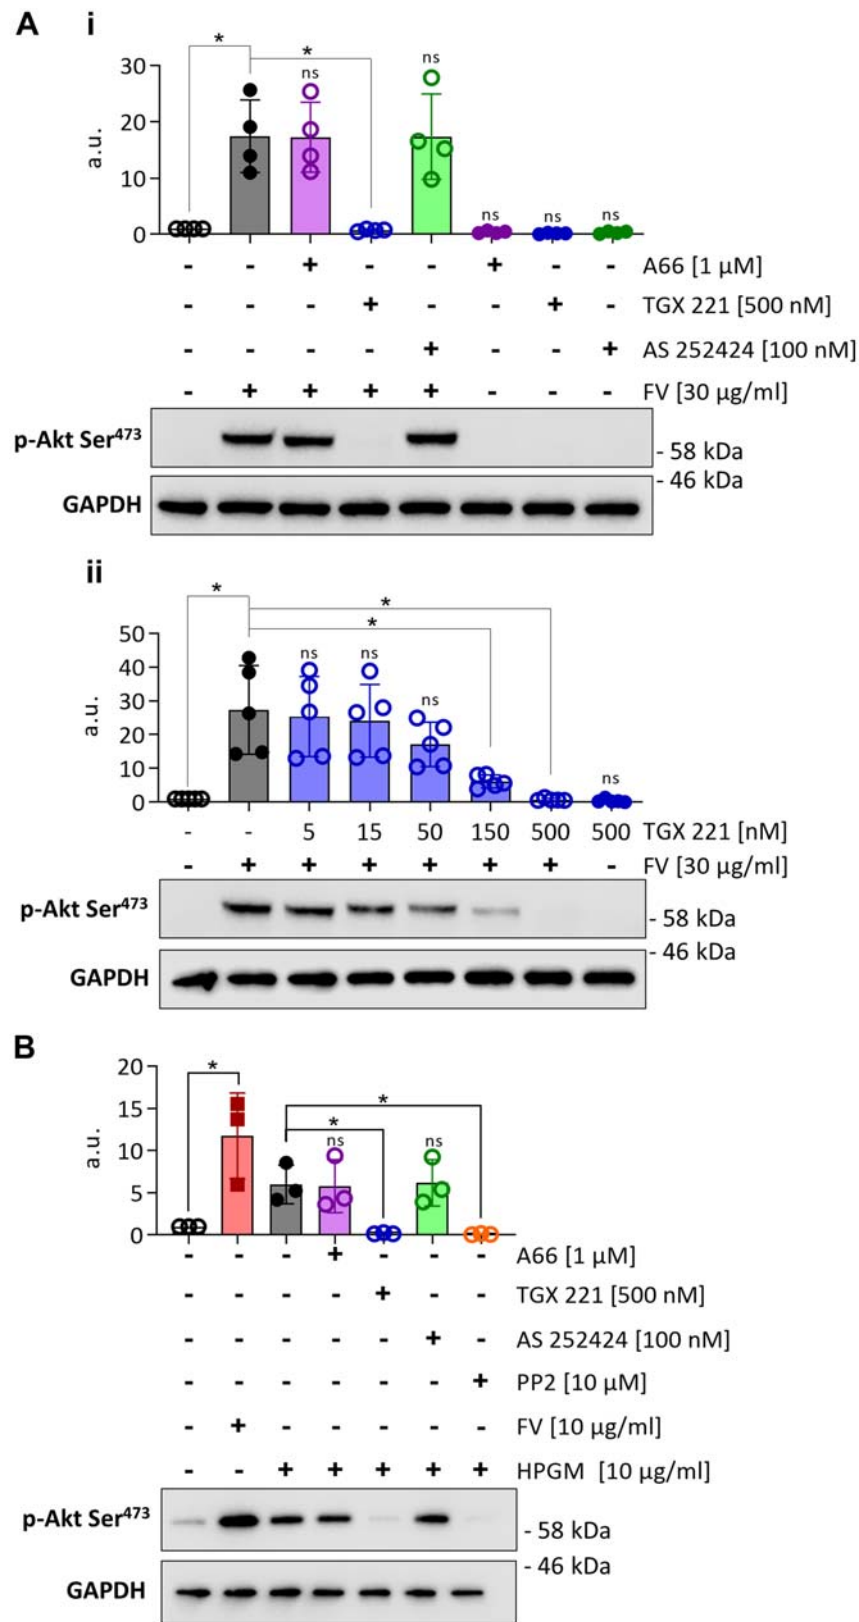 A i
* *
ns ns
30
20
10
0
a.u.
ns ns ns
- - + - - + - - A66 [1 µM]
- - - + - - + - TGX 221 [500 nM]
- - - - + - - + AS 252424 [100 nM]
- + + + + - - - FV [30 µg/ml]
p-Akt Ser⁴⁷³
- 58 kDa
- 46 kDa
GAPDH
ii
* *
*
50
40
30
20
10
0
a.u.
ns ns ns ns
- - 5 15 50 150 500 500 TGX 221 [nM]
- + + + + + + - FV [30 µg/ml]
p-Akt Ser⁴⁷³
- 58 kDa
- 46 kDa
GAPDH
B
* * *
20
15
10
5
0
a.u.
ns ns
- - - + - - - A66 [1 µM]
- - - - + - - TGX 221 [500 nM]
- - - - - + - AS 252424 [100 nM]
- - - - - - + PP2 [10 µM]
- + - - - - - FV [10 µg/ml]
- - + + + + + HPGM [10 µg/ml]
p-Akt Ser⁴⁷³
- 58 kDa
- 46 kDa
GAPDH